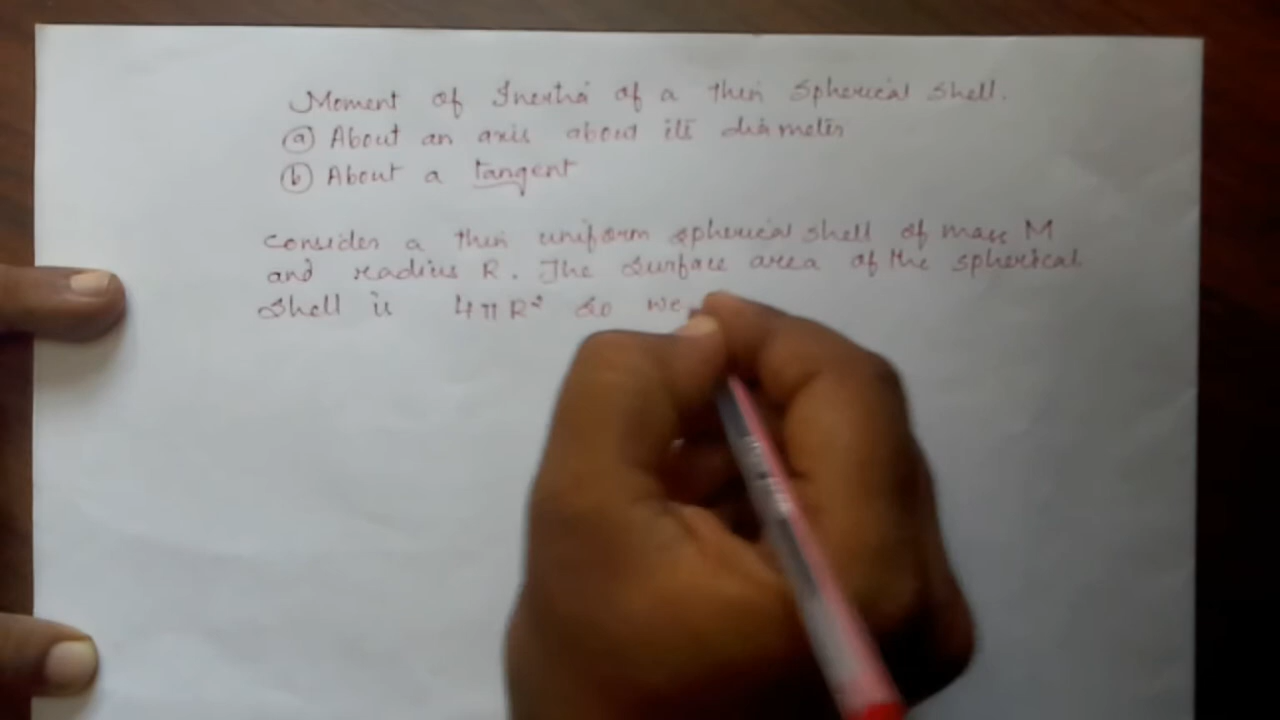 Moment of Inertia of a thin Spherical Shell.
(a) About an axis about its diameter
(b) About a tangent
Consider a thin uniform spherical shell of mass M
and radius R. The Surface area of the spherical
Shell is 4πR² So we